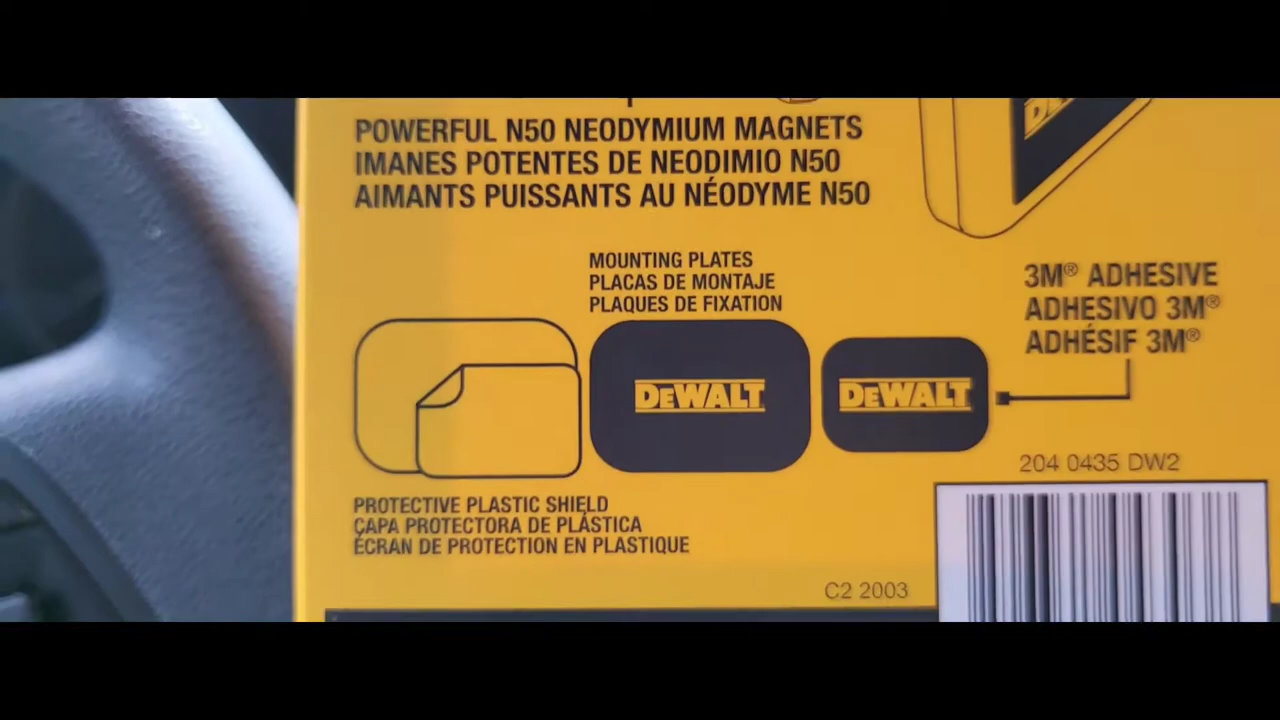 POWERFUL N50 NEODYMIUM MAGNETS
IMANES POTENTES DE NEODIMIO N50
AIMANTS PUISSANTS AU NÉODYME N50
MOUNTING PLATES
PLACAS DE MONTAJE
PLAQUES DE FIXATION
3M® ADHESIVE
ADHESIVO 3M®
ADHÉSIF 3M®
DEWALT
DEWALT
204 0435 DW2
PROTECTIVE PLASTIC SHIELD
CAPA PROTECTORA DE PLÁSTICA
ÉCRAN DE PROTECTION EN PLASTIQUE
C2 2003